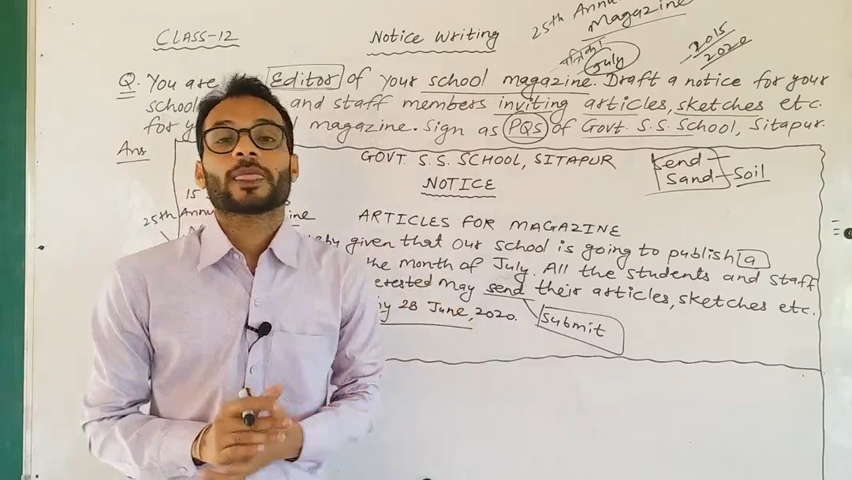 CLASS-12
Notice Writing
25th Annu
Magazine
July
2015
2020
Q. You are Editor of your school magazine. Draft a notice for your
school and staff members inviting articles, sketches etc.
for y magazine. Sign as PQS of Govt. S.S. School, Sitapur.
Ans
GOVT. S.S. SCHOOL, SITAPUR
Send
Sand Soil
NOTICE
15
25th Annu ine
ARTICLES FOR MAGAZINE
given that our school is going to publish a
the month of July. All the students and staff
erested may send their articles, sketches etc.
by 28 June, 2020.
Submit